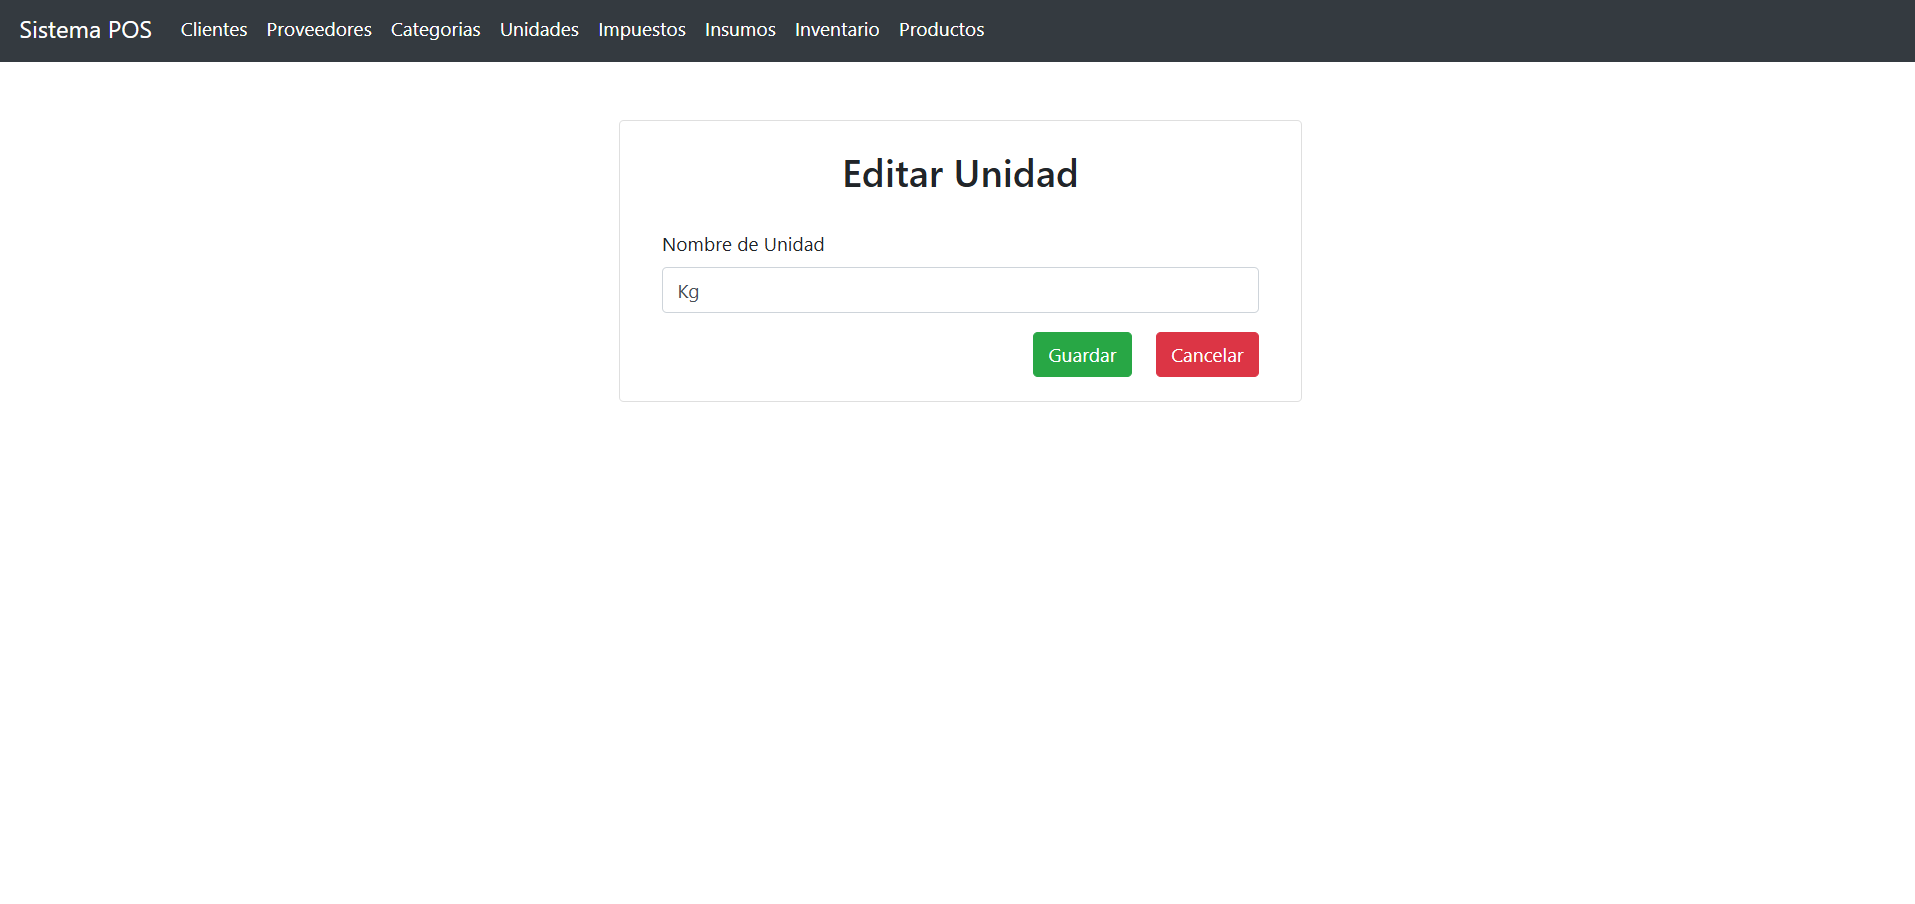 Sistema POS Clientes Proveedores Categorias Unidades Impuestos Insumos Inventario Productos
Editar Unidad
Nombre de Unidad
Kg
Guardar Cancelar